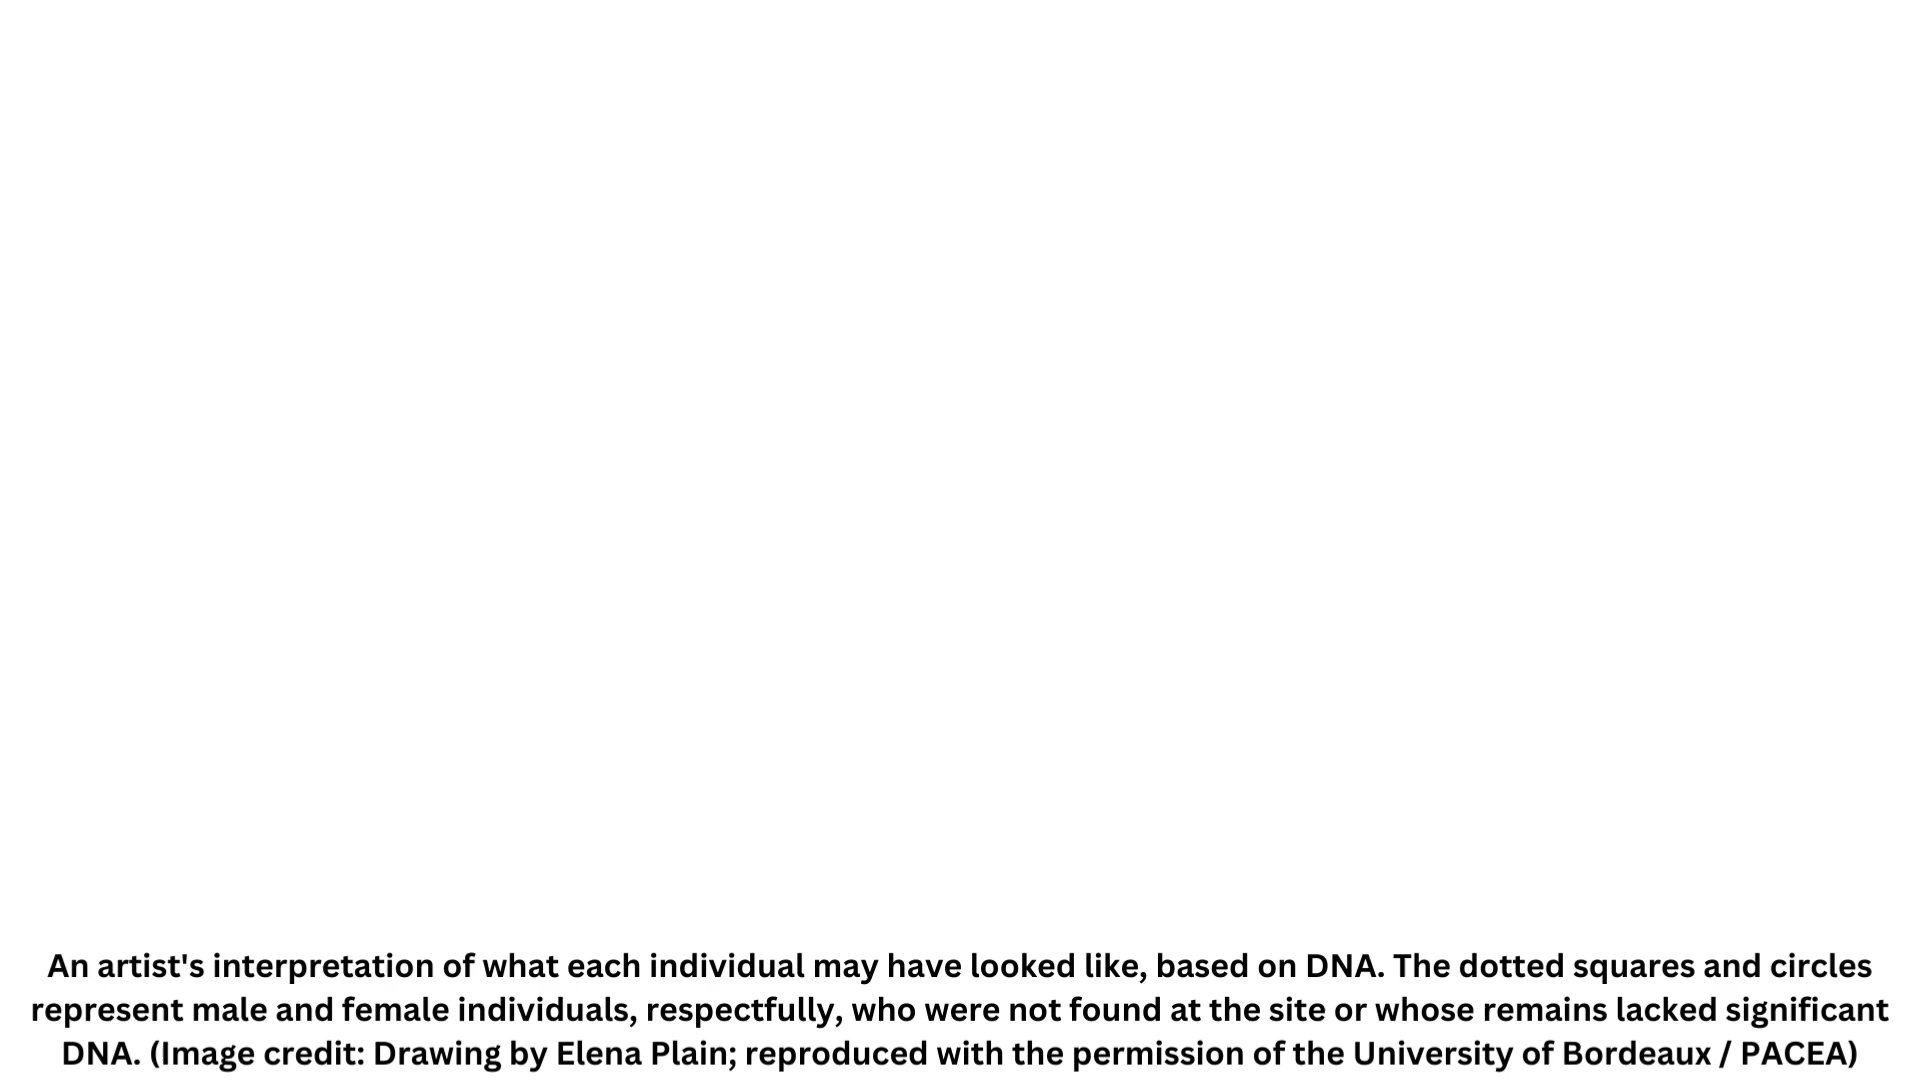 An artist's interpretation of what each individual may have looked like, based on DNA. The dotted squares and circles
represent male and female individuals, respectfully, who were not found at the site or whose remains lacked significant
DNA. (Image credit: Drawing by Elena Plain; reproduced with the permission of the University of Bordeaux / PACEA)